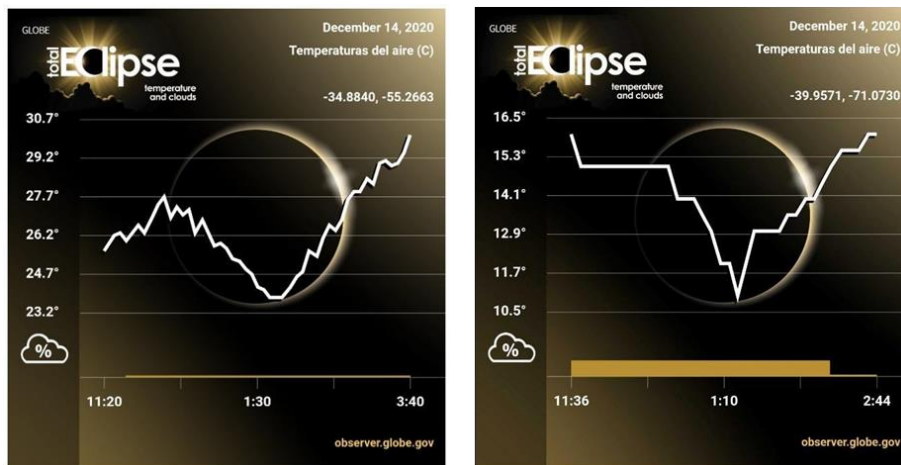 GLOBE
total EClipse
temperature
and clouds
December 14, 2020
Temperaturas del aire (C)
-34.8840, -55.2663
30.7°
29.2°
27.7°
26.2°
24.7°
23.2°
%
11:20 1:30 3:40
observer.globe.gov
GLOBE
total EClipse
temperature
and clouds
December 14, 2020
Temperaturas del aire (C)
-39.9571, -71.0730
16.5°
15.3°
14.1°
12.9°
11.7°
10.5°
%
11:36 1:10 2:44
observer.globe.gov